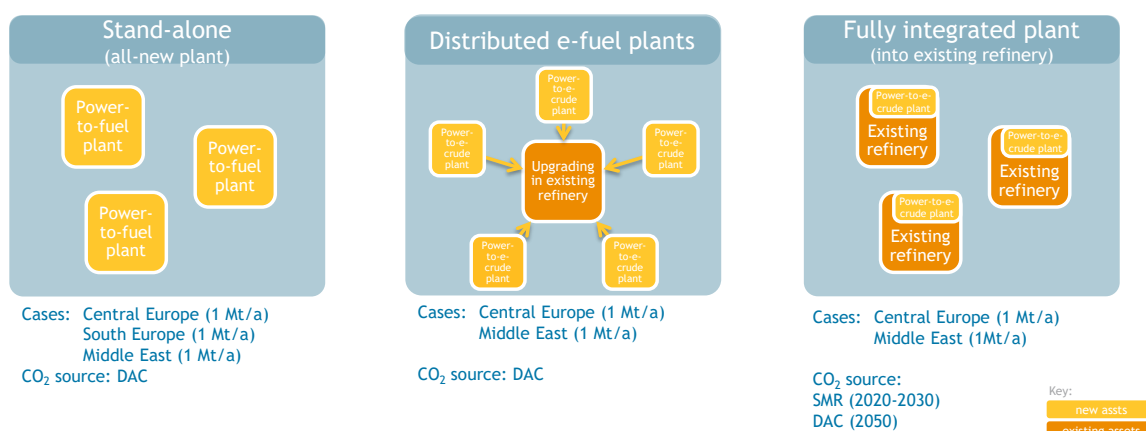 Stand-alone
(all-new plant)
Power-
to-fuel
plant
Power-
to-fuel
plant
Power-
to-fuel
plant
Cases: Central Europe (1 Mt/a)
South Europe (1 Mt/a)
Middle East (1 Mt/a)
CO₂ source: DAC
Distributed e-fuel plants
Power-
to-e-
crude
plant
Power-
to-e-
crude
plant
Power-
to-e-
crude
plant
Upgrading
in existing
refinery
Power-
to-e-
crude
plant
Power-
to-e-
crude
plant
Cases: Central Europe (1 Mt/a)
Middle East (1 Mt/a)
CO₂ source: DAC
Fully integrated plant
(into existing refinery)
Power-to-e-
crude plant
Existing
refinery
Power-to-e-
crude plant
Existing
refinery
Power-to-e-
crude plant
Existing
refinery
Cases: Central Europe (1 Mt/a)
Middle East (1Mt/a)
CO₂ source:
SMR (2020-2030)
DAC (2050)
Key:
new assts
existing assets